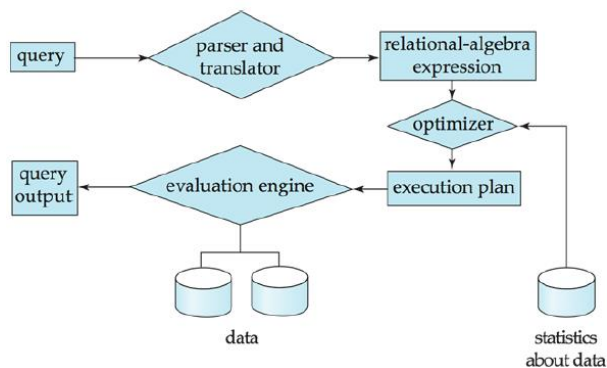 query
parser and
translator
relational-algebra
expression
optimizer
query
output
evaluation engine
execution plan
data
statistics
about data